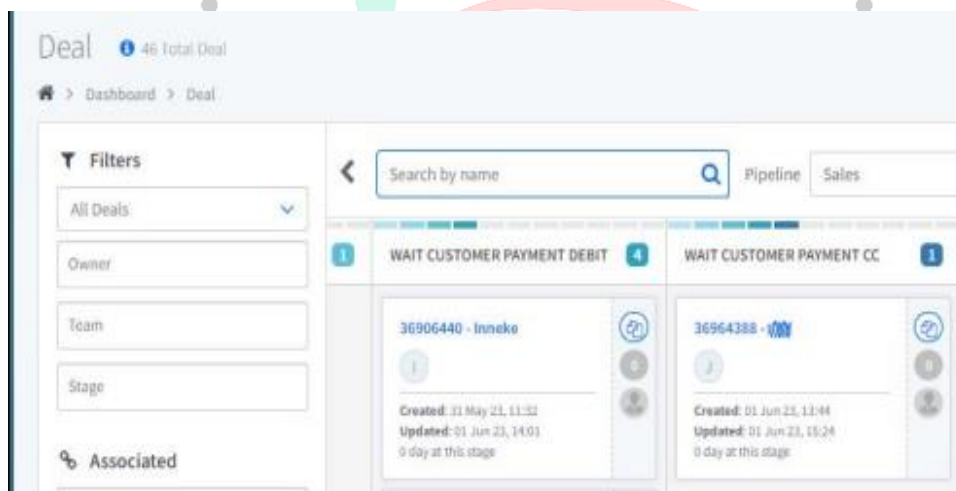 Deal 46 Total Deal
> Dashboard > Deal
Filters
All Deals
Owner
Team
Stage
Associated
Search by name
Pipeline Sales
1
WAIT CUSTOMER PAYMENT DEBIT 4
36906440 - Inneke
I
0
Created: 31 May 23, 11:32
Updated: 01 Jun 23, 14:01
0 day at this stage
WAIT CUSTOMER PAYMENT CC 1
36964388 -
J
0
Created: 01 Jun 23, 13:44
Updated: 01 Jun 23, 15:24
0 day at this stage